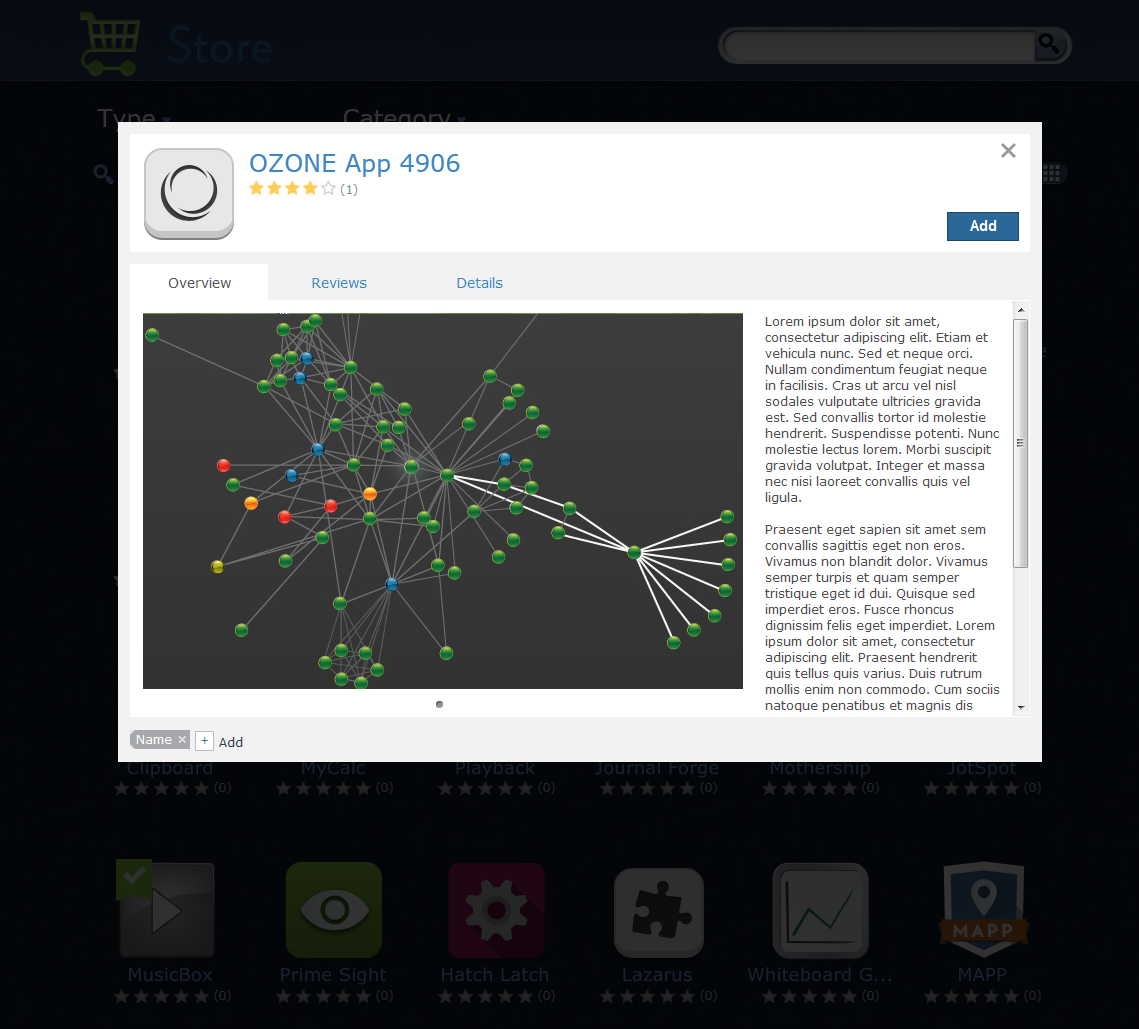 Store
Type
Category
OZONE App 4906
(1)
Add
Overview
Reviews
Details
Lorem ipsum dolor sit amet,
consectetur adipiscing elit. Etiam et
vehicula nunc. Sed et neque orci.
Nullam condimentum feugiat neque
in facilisis. Cras ut arcu vel nisl
sodales vulputate ultricies gravida
est. Sed convallis tortor id molestie
hendrerit. Suspendisse potenti. Nunc
molestie lectus lorem. Morbi suscipit
gravida volutpat. Integer et massa
nec nisi laoreet convallis quis vel
ligula.
Praesent eget sapien sit amet sem
convallis sagittis eget non eros.
Vivamus non blandit dolor. Vivamus
semper turpis et quam semper
tristique eget id dui. Quisque sed
imperdiet eros. Fusce rhoncus
dignissim felis eget imperdiet. Lorem
ipsum dolor sit amet, consectetur
adipiscing elit. Praesent hendrerit
quis tellus quis varius. Duis rutrum
mollis enim non commodo. Cum sociis
natoque penatibus et magnis dis
Name ×
+ Add
Clipboard
MyCalc
Playback
Journal Forge
Mothership
JotSpot
(0)
(0)
(0)
(0)
(0)
(0)
MAPP
MusicBox
Prime Sight
Hatch Latch
Lazarus
Whiteboard G...
MAPP
(0)
(0)
(0)
(0)
(0)
(0)